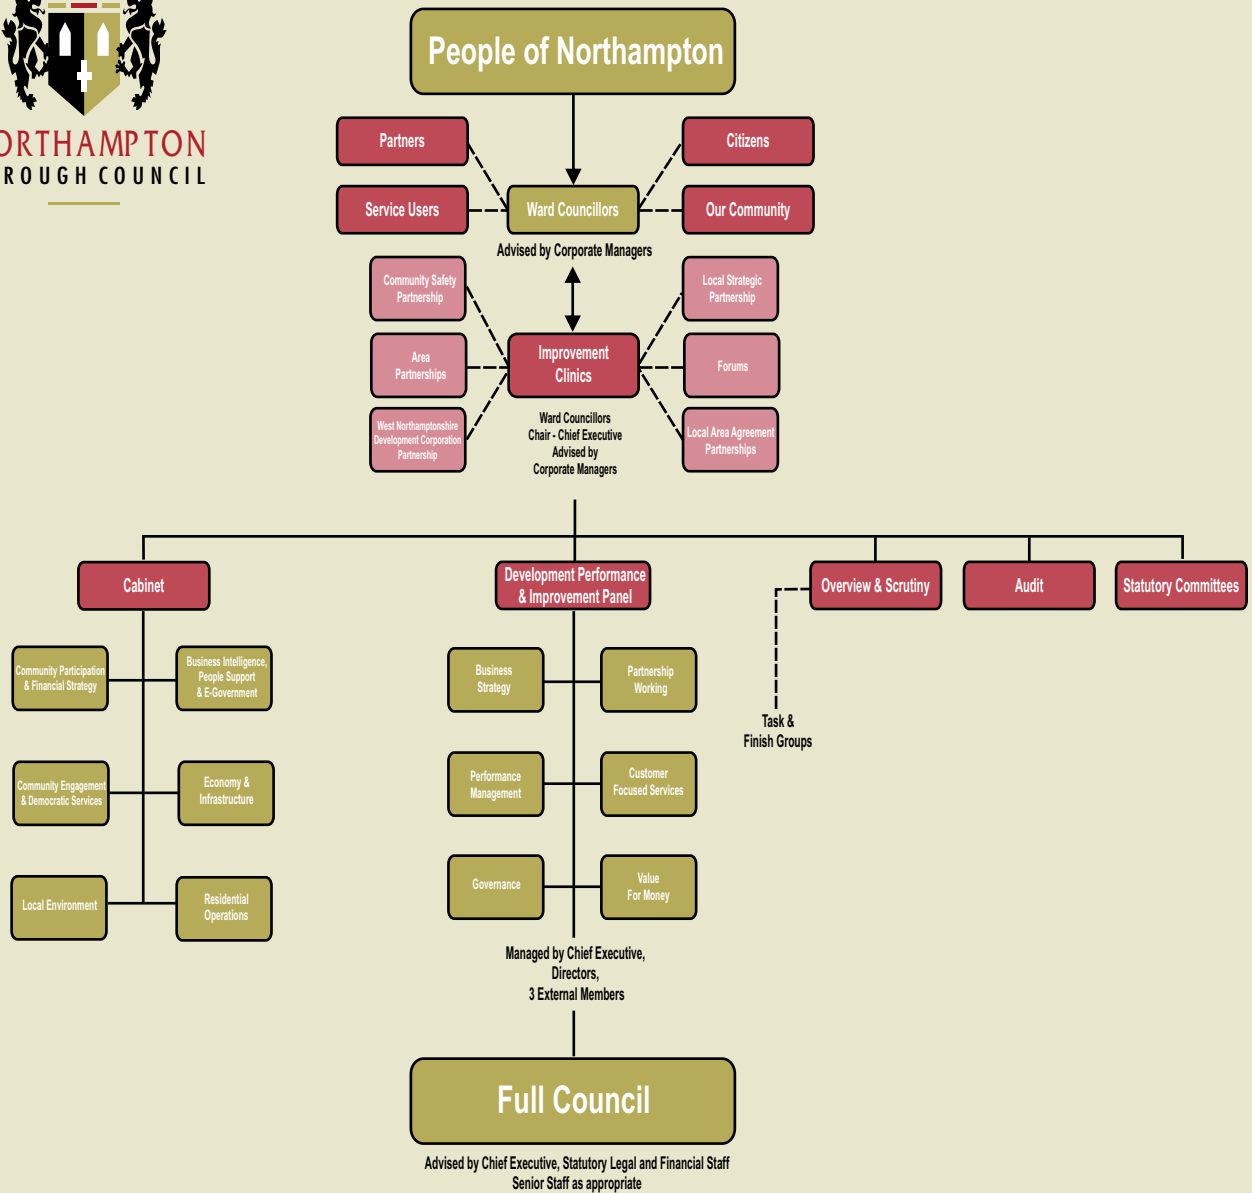 ORTHAMPTON
ROUGH COUNCIL
People of Northampton
Partners
Citizens
Service Users
Ward Councillors
Our Community
Advised by Corporate Managers
Community Safety
Partnership
Local Strategic
Partnership
Area
Partnerships
Improvement
Clinics
Forums
West Northamptonshire
Development Corporation
Partnership
Ward Councillors
Chair - Chief Executive
Advised by
Corporate Managers
Local Area Agreement
Partnerships
Cabinet
Development Performance
& Improvement Panel
Overview & Scrutiny
Audit
Statutory Committees
Community Participation
& Financial Strategy
Business Intelligence,
People Support
& E-Government
Business
Strategy
Partnership
Working
Task &
Finish Groups
Community Engagement
& Democratic Services
Economy &
Infrastructure
Performance
Management
Customer
Focused Services
Local Environment
Residential
Operations
Governance
Value
For Money
Managed by Chief Executive,
Directors,
3 External Members
Full Council
Advised by Chief Executive, Statutory Legal and Financial Staff
Senior Staff as appropriate